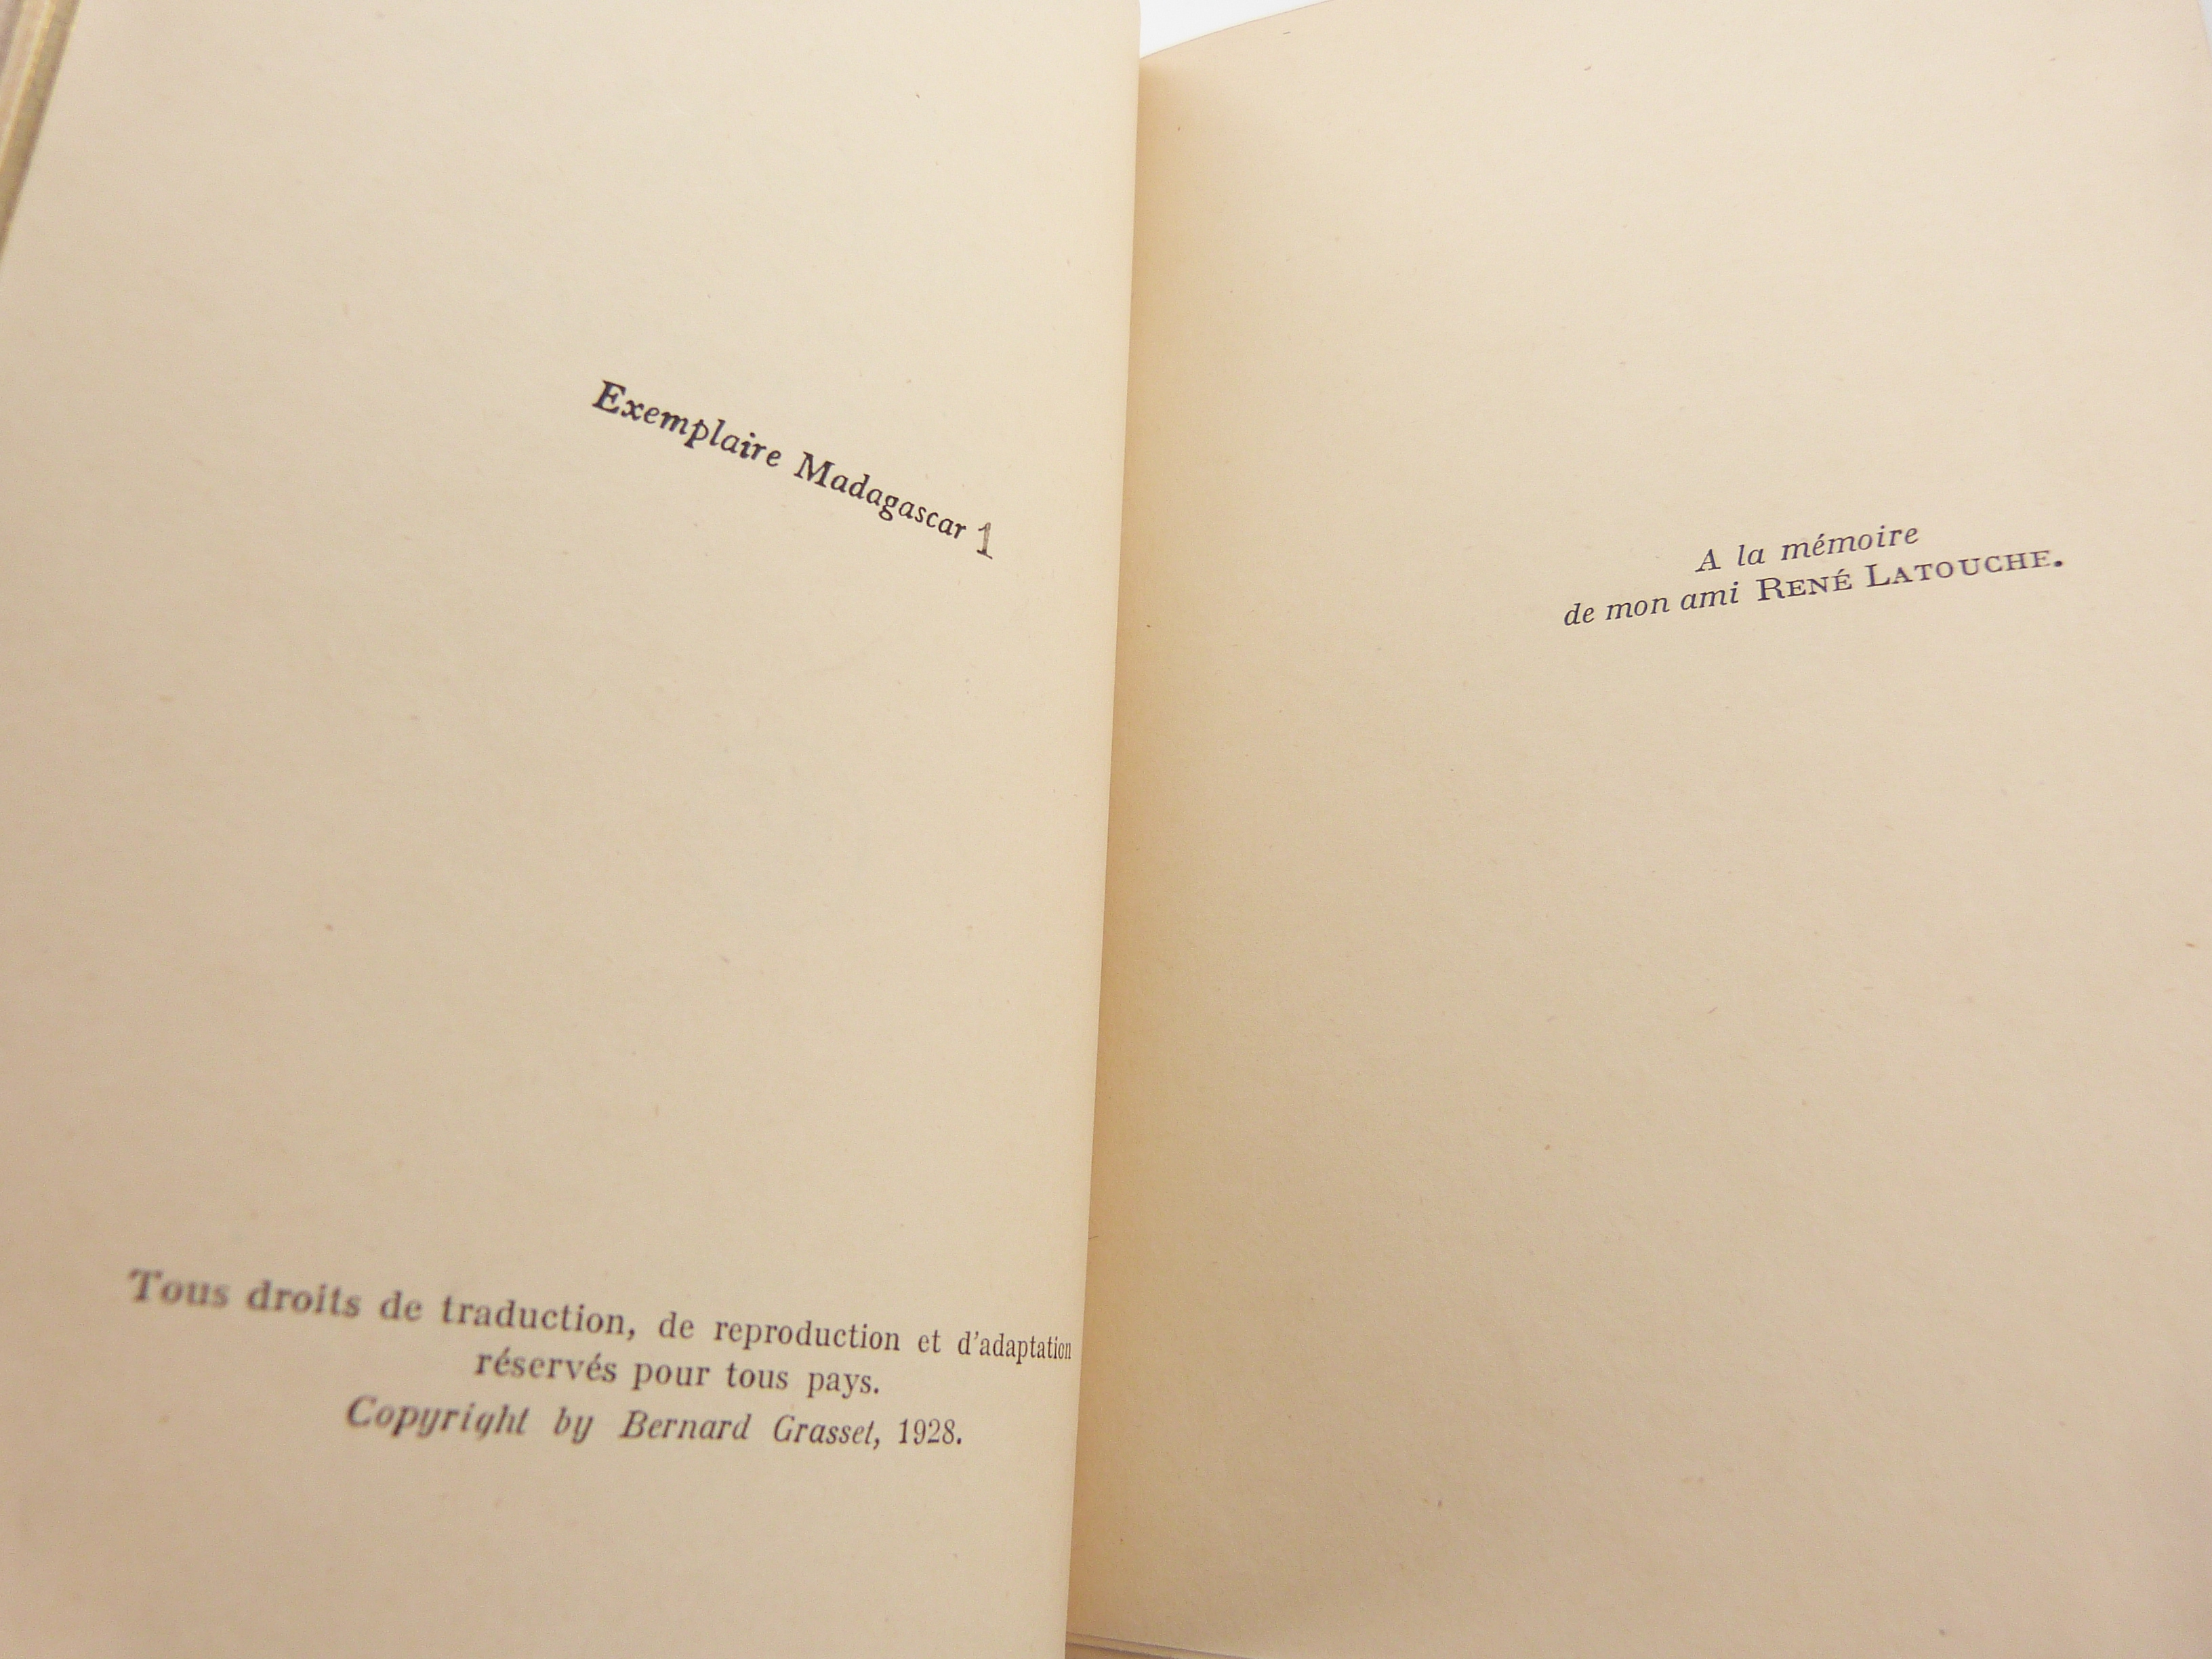 Exemplaire Madagascar 1
Tous droits de traduction, de reproduction et d'adaptation
réservés pour tous pays.
Copyright by Bernard Grasset, 1928.
A la mémoire
de mon ami RENÉ LATOUCHE.